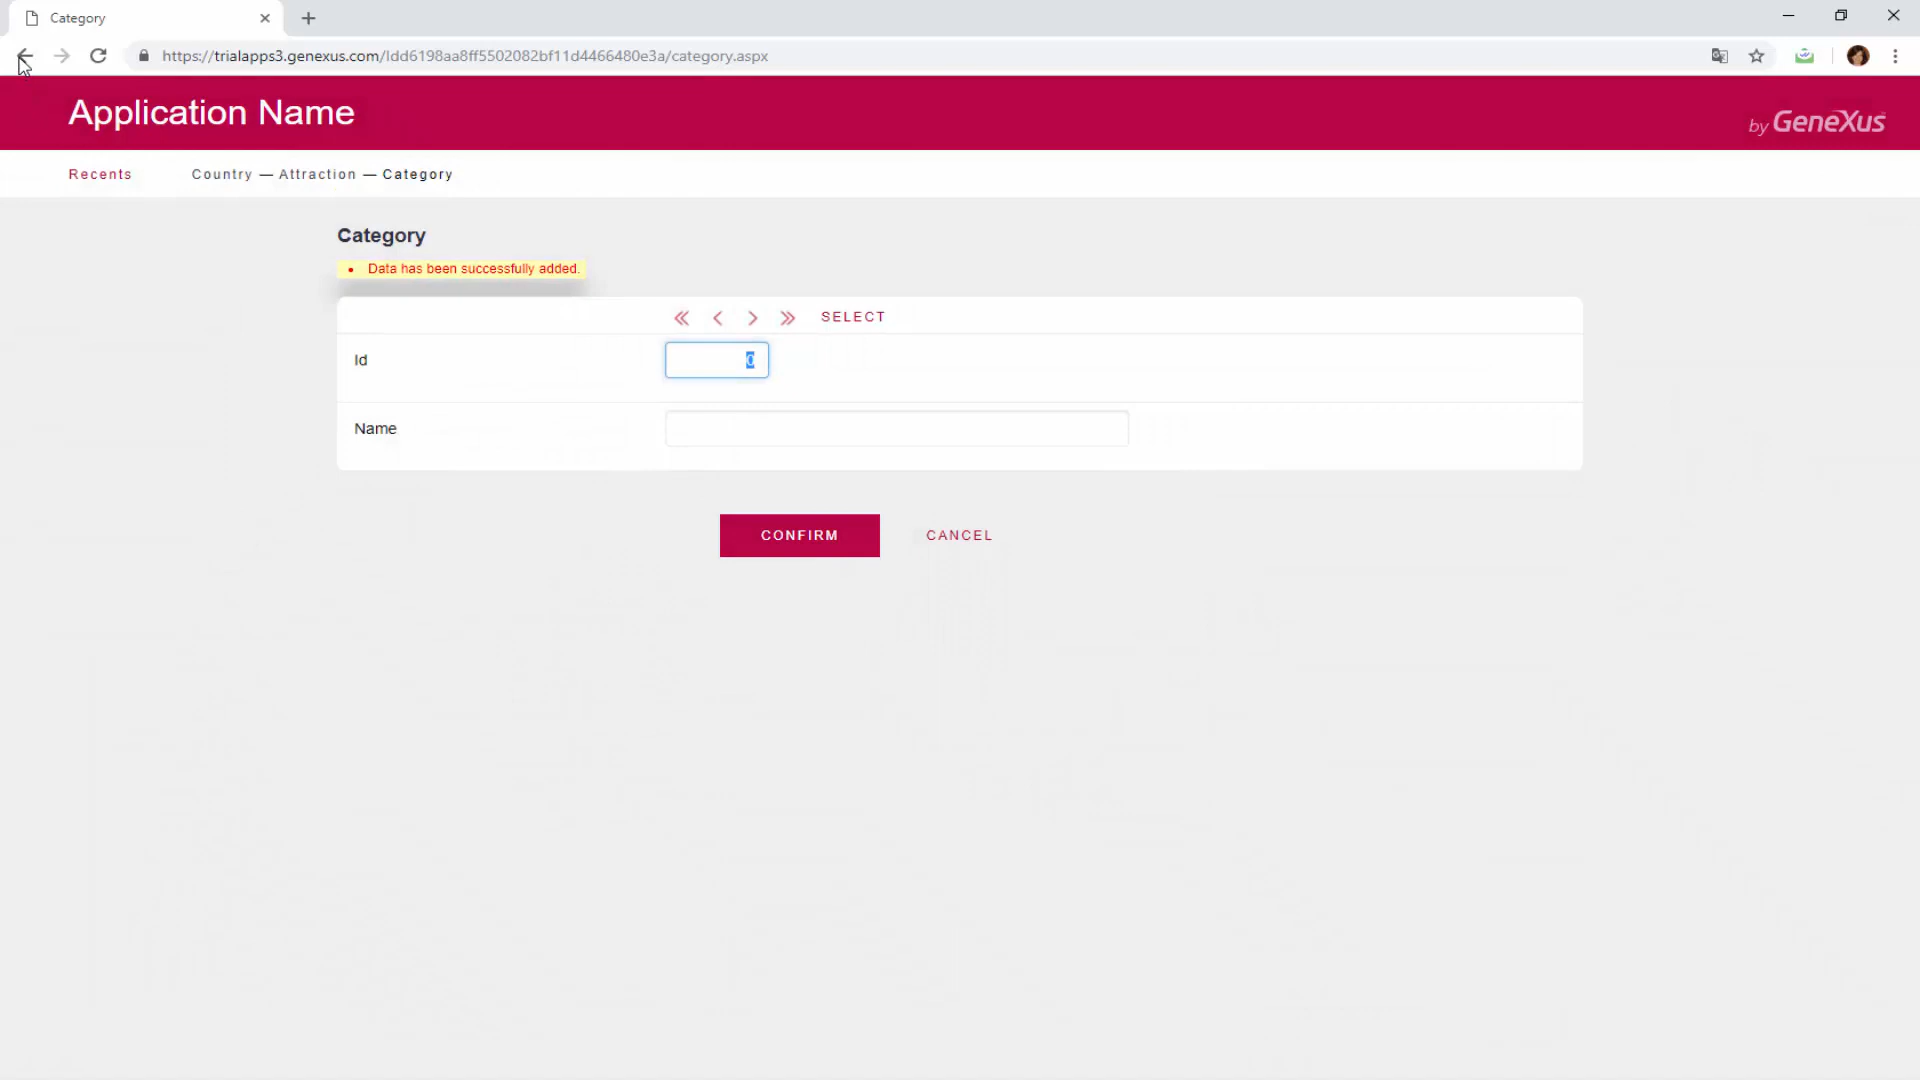 Category
https://trialapps3.genexus.com/Idd6198aa8ff5502082bf11d4466480e3a/category.aspx
Application Name
by GeneXus
Recents Country — Attraction — Category
Category
• Data has been successfully added.
SELECT
Id 0
Name
CONFIRM CANCEL